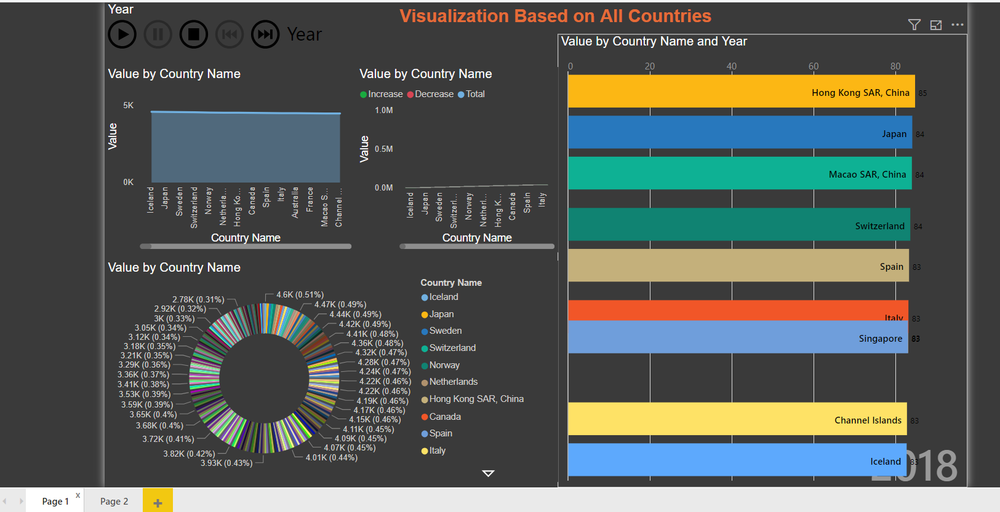 Year
Visualization Based on All Countries
Year
Value by Country Name
5K
0K
Value
Iceland
Japan
Sweden
Switzerland
Norway
Netherla...
Hong Ko...
Canada
Spain
Italy
Australia
France
Macao S...
Channel ...
Country Name
Value by Country Name
Increase Decrease Total
1.0M
0.5M
0.0M
Value
Iceland
Japan
Sweden
Switzerl...
Norway
Netherl...
Hong K...
Canada
Spain
Italy
Country Name
Value by Country Name
4.6K (0.51%)
4.47K (0.49%)
4.44K (0.49%)
4.42K (0.49%)
4.41K (0.48%)
4.36K (0.48%)
4.32K (0.47%)
4.28K (0.47%)
4.24K (0.47%)
4.22K (0.46%)
4.22K (0.46%)
4.19K (0.46%)
4.17K (0.46%)
4.15K (0.46%)
4.11K (0.45%)
4.09K (0.45%)
4.07K (0.45%)
4.01K (0.44%)
3.93K (0.43%)
3.82K (0.42%)
3.72K (0.41%)
3.68K (0.4%)
3.65K (0.4%)
3.59K (0.39%)
3.53K (0.39%)
3.41K (0.38%)
3.36K (0.37%)
3.29K (0.36%)
3.21K (0.35%)
3.18K (0.35%)
3.12K (0.34%)
3.05K (0.34%)
3K (0.33%)
2.92K (0.32%)
2.78K (0.31%)
Country Name
Iceland
Japan
Sweden
Switzerland
Norway
Netherlands
Hong Kong SAR, China
Canada
Spain
Italy
Value by Country Name and Year
0 20 40 60 80
Hong Kong SAR, China 85
Japan 84
Macao SAR, China 84
Switzerland 84
Spain 83
Italy 83
Singapore 83
Channel Islands 83
Iceland 83
2018
Page 1 x
Page 2
+